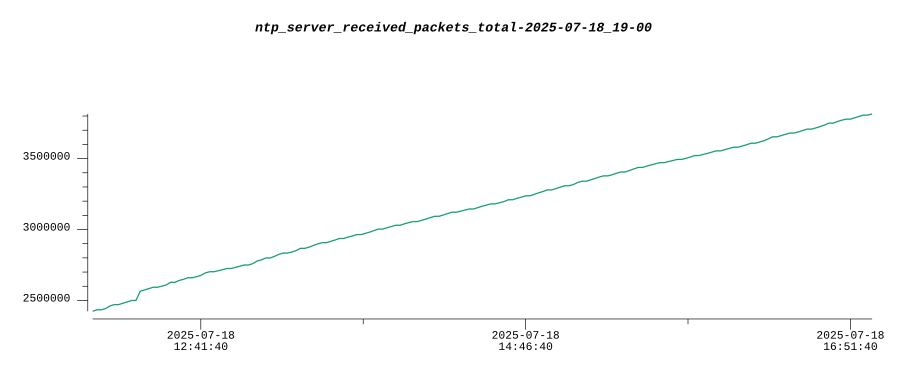 ntp_server_received_packets_total-2025-07-18_19-00
3500000
3000000
2500000
2025-07-18 2025-07-18 2025-07-18
12:41:40 14:46:40 16:51:40